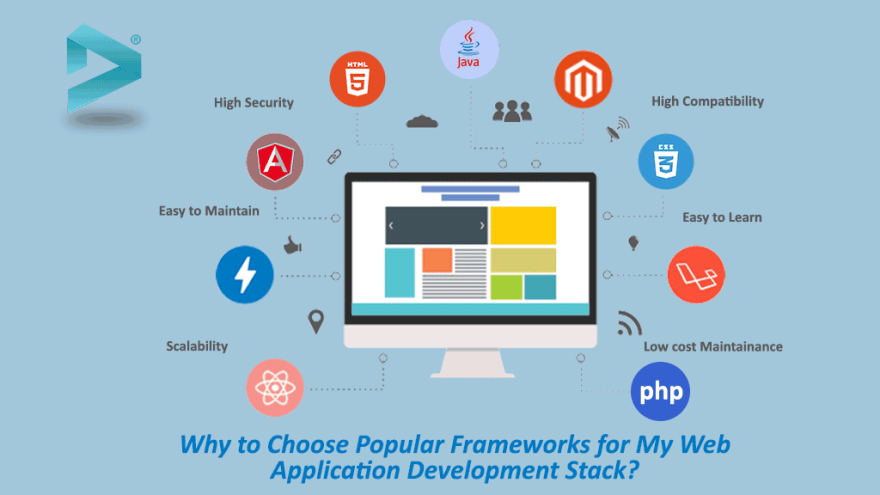 ®
HTML
5
Java
High Security
High Compatibility
A
CSS
3
Easy to Maintain
Easy to Learn
Scalability
Low cost Maintainance
php
Why to Choose Popular Frameworks for My Web
Application Development Stack?